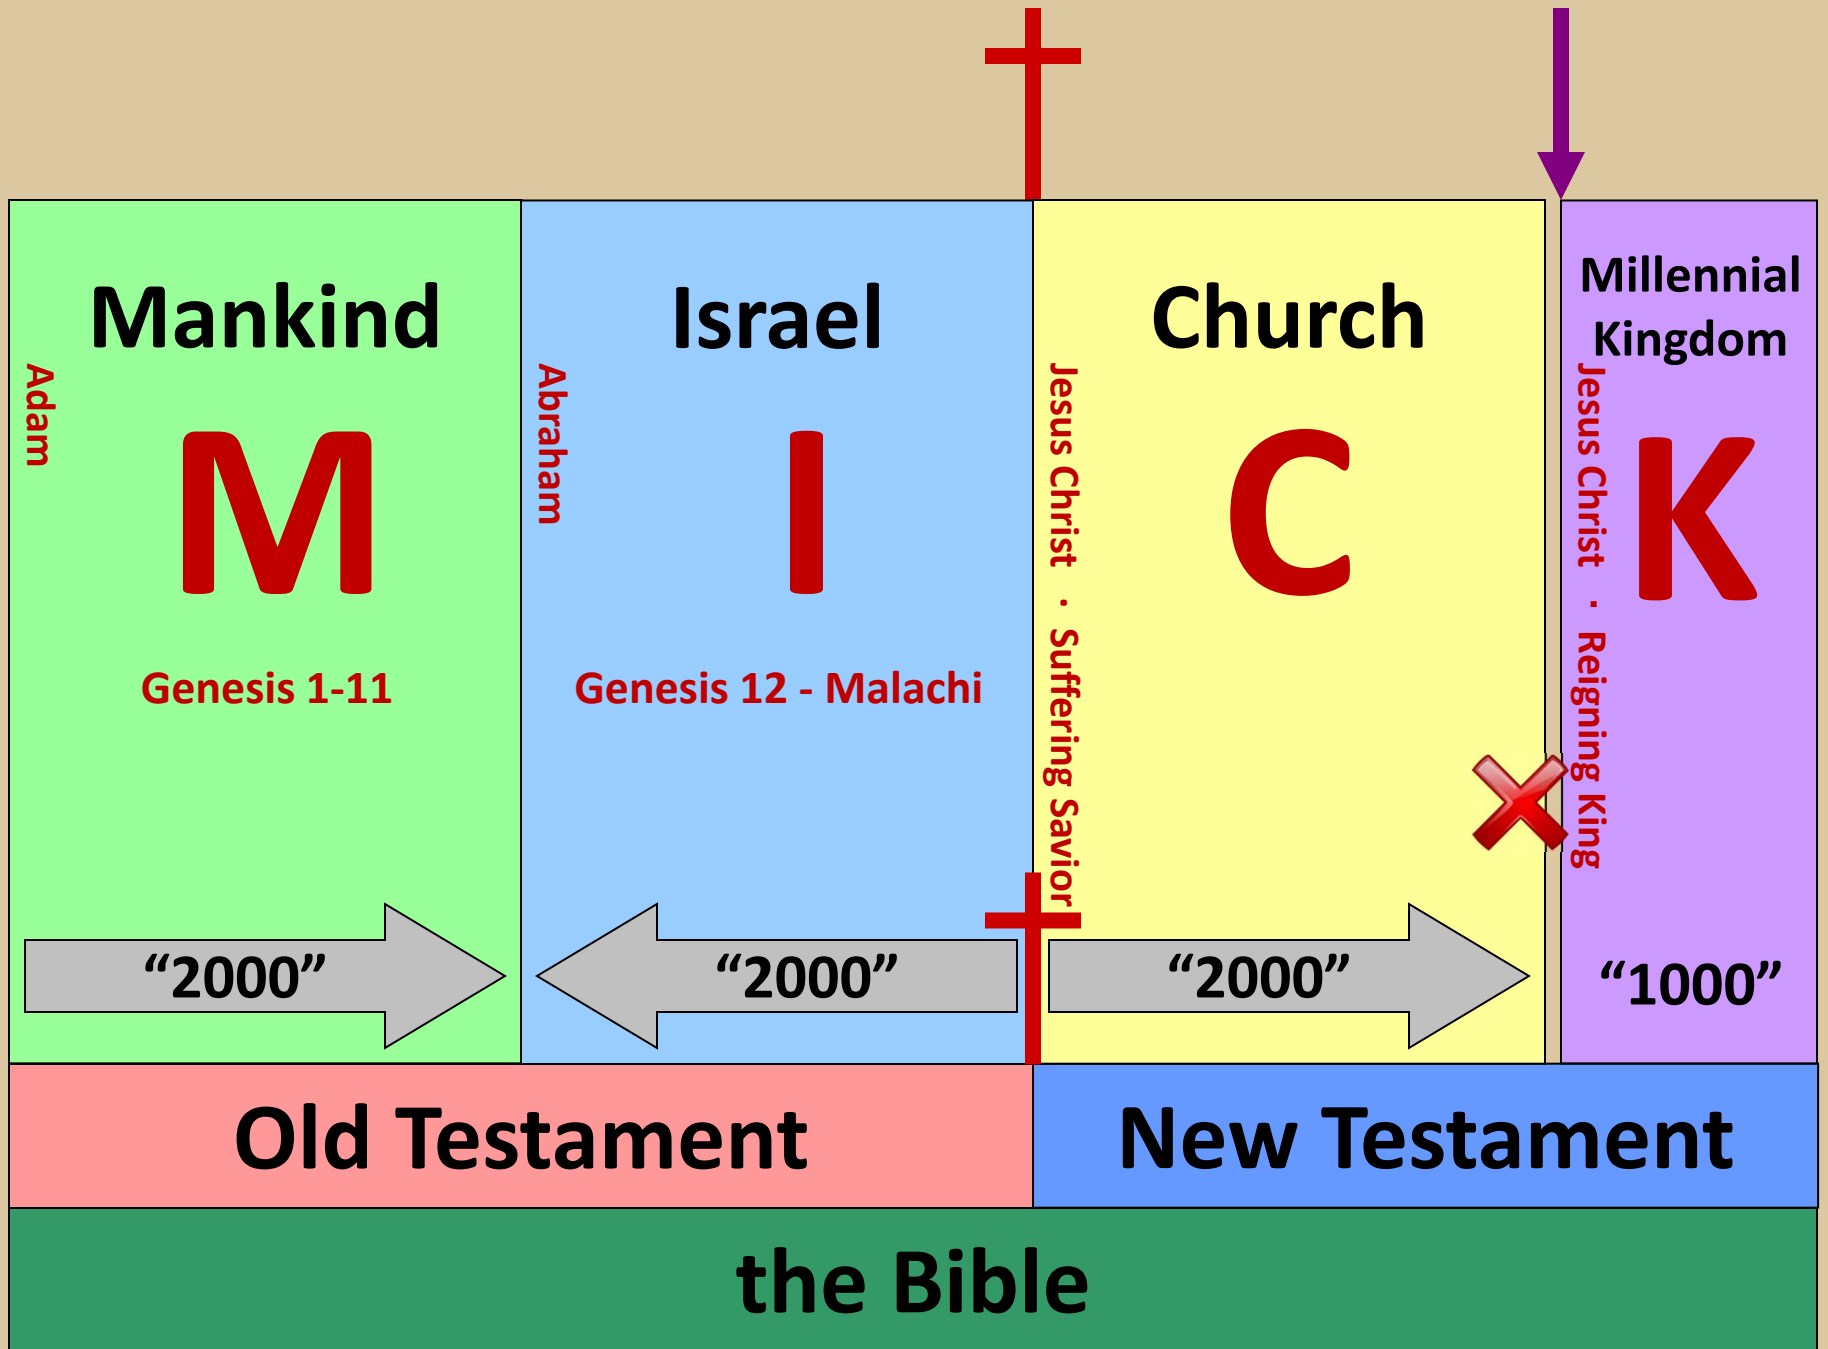 Mankind
Adam
M
Genesis 1-11
“2000”
Israel
Abraham
I
Genesis 12 - Malachi
“2000”
Church
Jesus Christ · Suffering Savior
C
“2000”
Millennial
Kingdom
Jesus Christ · Reigning King
K
“1000”
Old Testament
New Testament
the Bible